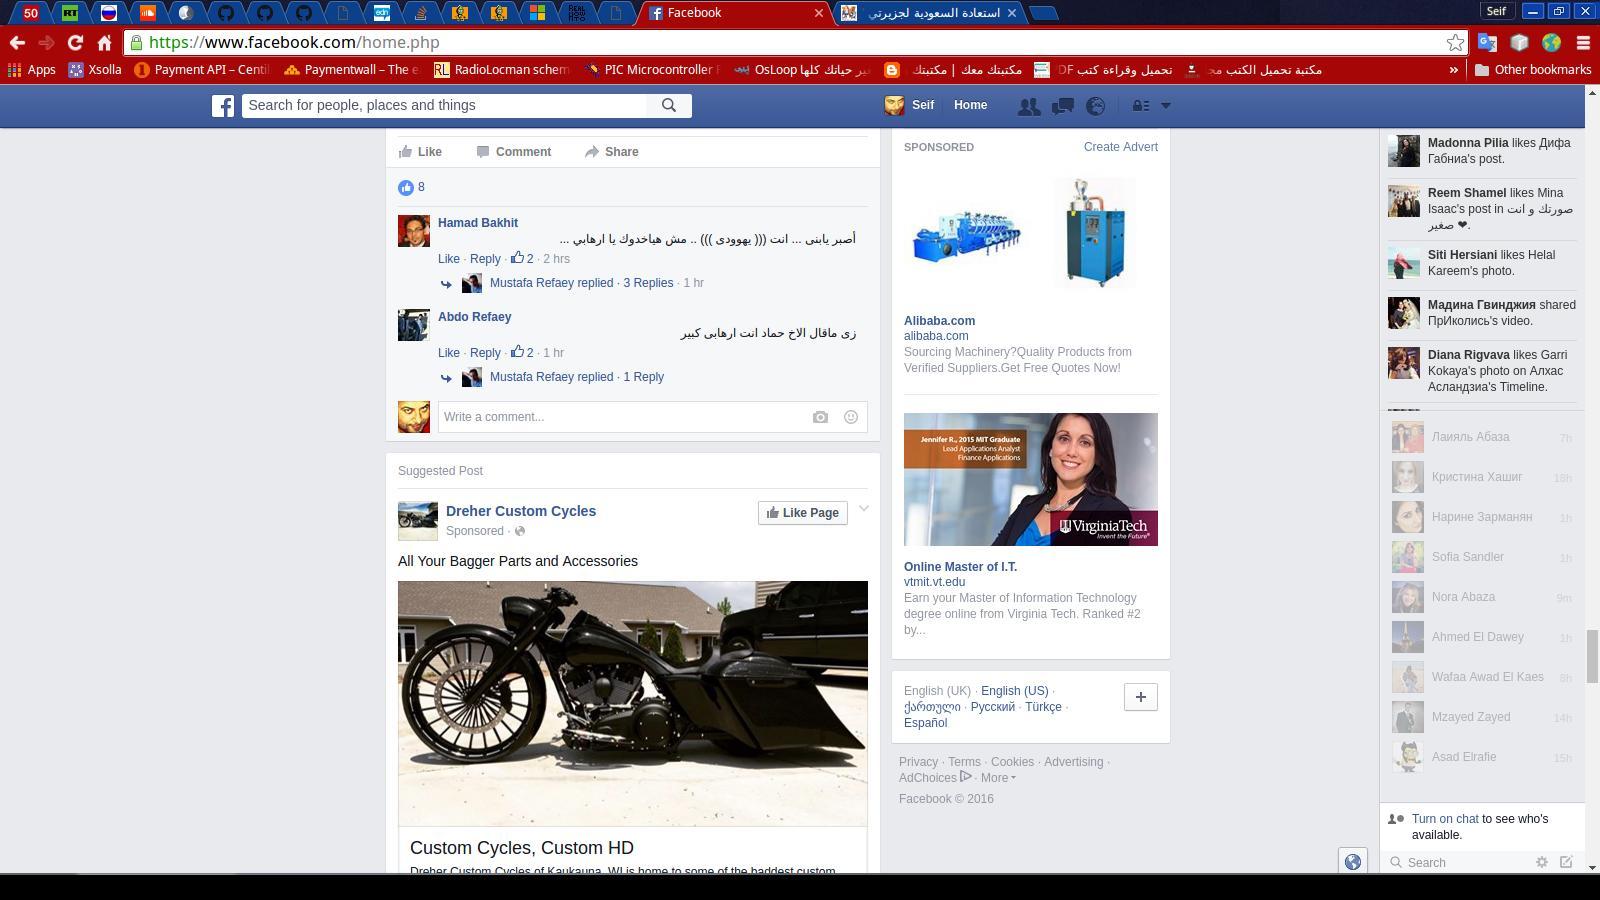 50
RT
edn
Facebook
استعادة السعودية لجزيرتي
Seif
https://www.facebook.com/home.php
Apps
Xsolla
Payment API – Centi
Paymentwall – The e
RL RadioLocman schem
PIC Microcontroller
OsLoop غير حياتك كلها
مكتبتك معك | مكتبتك
تحميل وقراءة كتب DF
مكتبة تحميل الكتب مج
»
Other bookmarks
Search for people, places and things
Seif
Home
Like
Comment
Share
8
Hamad Bakhit
أصبر يابنى ... انت ((( يهوودى ))) .. مش هياخدوك يا ارهابي ...
Like · Reply · 2 · 2 hrs
Mustafa Refaey replied · 3 Replies · 1 hr
Abdo Refaey
زى ماقال الاخ حماد انت ارهابى كبير
Like · Reply · 2 · 1 hr
Mustafa Refaey replied · 1 Reply
Write a comment...
Suggested Post
Dreher Custom Cycles
Sponsored ·
Like Page
All Your Bagger Parts and Accessories
Custom Cycles, Custom HD
Dreher Custom Cycles of Kaukauna, WI is home to some of the baddest custom
SPONSORED
Create Advert
Alibaba.com
alibaba.com
Sourcing Machinery?Quality Products from
Verified Suppliers.Get Free Quotes Now!
Jennifer R., 2015 MIT Graduate
Lead Applications Analyst
Finance Applications
VirginiaTech
Invent the Future®
Online Master of I.T.
vtmit.vt.edu
Earn your Master of Information Technology
degree online from Virginia Tech. Ranked #2
by...
English (UK) · English (US) ·
ქართული · Русский · Türkçe ·
Español
+
Privacy · Terms · Cookies · Advertising ·
AdChoices · More
Facebook © 2016
Madonna Pilia likes Дифа
Габниа's post.
Reem Shamel likes Mina
Isaac's post in صورتك و انت
صغير ❤.
Siti Hersiani likes Helal
Kareem's photo.
Мадина Гвинджия shared
ПрИколись's video.
Diana Rigvava likes Garri
Kokaya's photo on Алхас
Асландзиа's Timeline.
Лаияль Абаза 7h
Кристина Хашиг 18h
Нарине Зарманян 1h
Sofia Sandler 1h
Nora Abaza 9m
Ahmed El Dawey 1h
Wafaa Awad El Kaes 8h
Mzayed Zayed 14h
Asad Elrafie 15h
Turn on chat to see who's
available.
Search